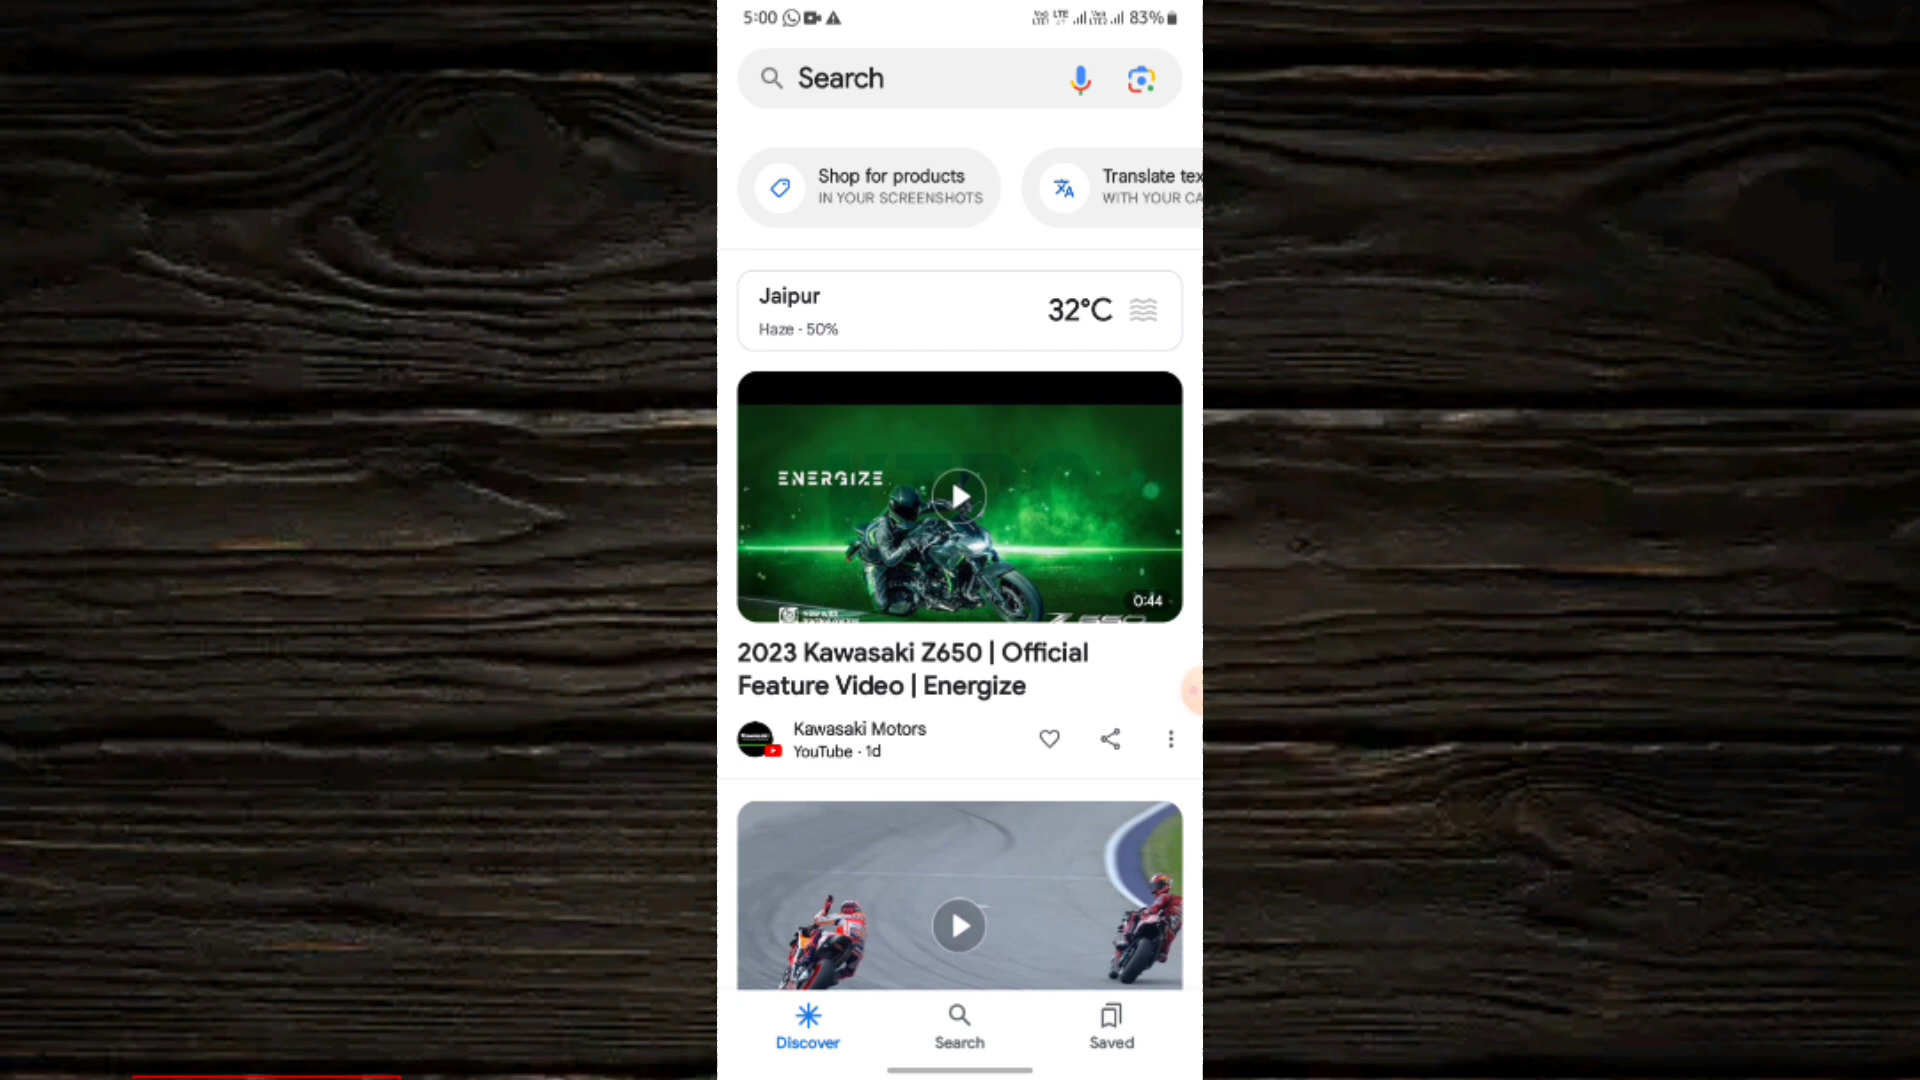 5:00
83%
Search
Shop for products
IN YOUR SCREENSHOTS
Translate tex
WITH YOUR CA
Jaipur
32°C
Haze - 50%
ENERGIZE
0:44
2023 Kawasaki Z650 | Official
Feature Video | Energize
Kawasaki Motors
YouTube · 1d
Discover
Search
Saved